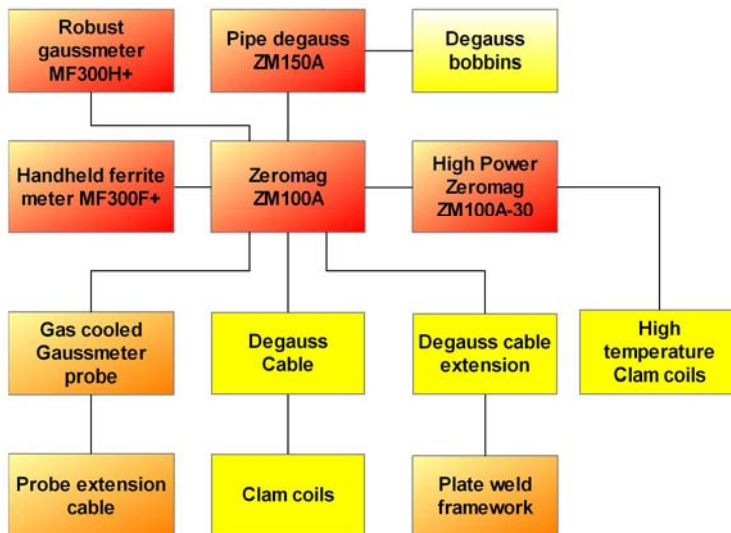 Robust
gaussmeter
MF300H+
Pipe degauss
ZM150A
Degauss
bobbins
Handheld ferrite
meter MF300F+
Zeromag
ZM100A
High Power
Zeromag
ZM100A-30
Gas cooled
Gaussmeter
probe
Degauss
Cable
Degauss cable
extension
High
temperature
Clam coils
Probe extension
cable
Clam coils
Plate weld
framework